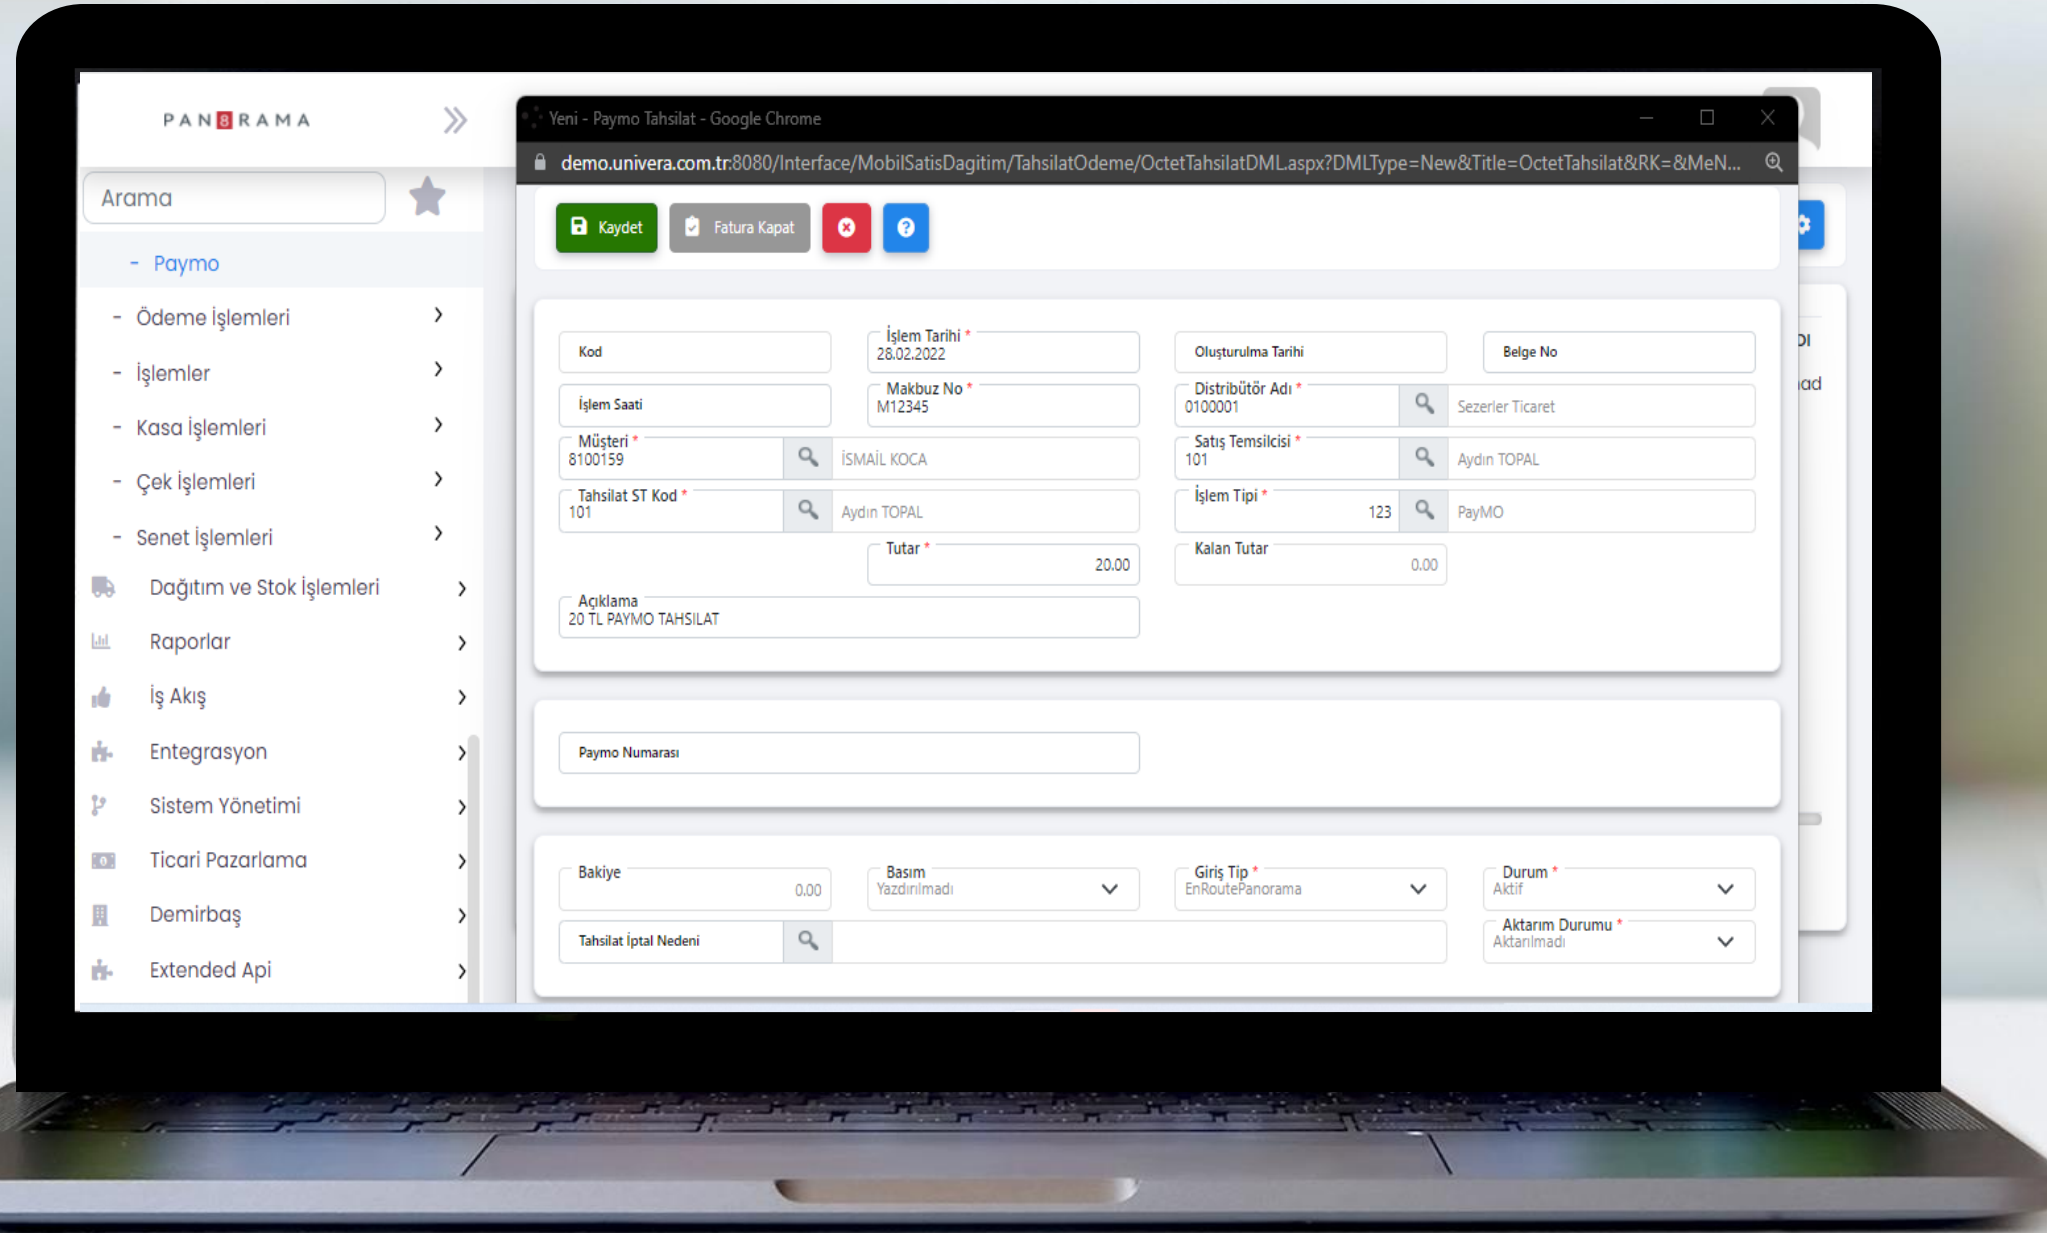 PAN8RAMA
Yeni - Paymo Tahsilat - Google Chrome
demo.univera.com.tr:8080/Interface/MobilSatisDagitim/TahsilatOdeme/OctetTahsilatDML.aspx?DMLType=New&Title=OctetTahsilat&RK=&MeN...
Arama
Kaydet
Fatura Kapat
- Paymo
- Ödeme İşlemleri
- İşlemler
- Kasa İşlemleri
- Çek İşlemleri
- Senet İşlemleri
Dağıtım ve Stok İşlemleri
Raporlar
İş Akış
Entegrasyon
Sistem Yönetimi
Ticari Pazarlama
Demirbaş
Extended Api
Kod
İşlem Tarihi *
28.02.2022
Oluşturulma Tarihi
Belge No
İşlem Saati
Makbuz No *
M12345
Distribütör Adı *
0100001
Sezerler Ticaret
Müşteri *
8100159
İSMAİL KOCA
Satış Temsilcisi *
101
Aydın TOPAL
Tahsilat ST Kod *
101
Aydın TOPAL
İşlem Tipi *
123
PayMO
Tutar *
20.00
Kalan Tutar
0.00
Açıklama
20 TL PAYMO TAHSILAT
Paymo Numarası
Bakiye
0.00
Basım
Yazdırılmadı
Giriş Tip *
EnRoutePanorama
Durum *
Aktif
Tahsilat İptal Nedeni
Aktarım Durumu *
Aktarılmadı